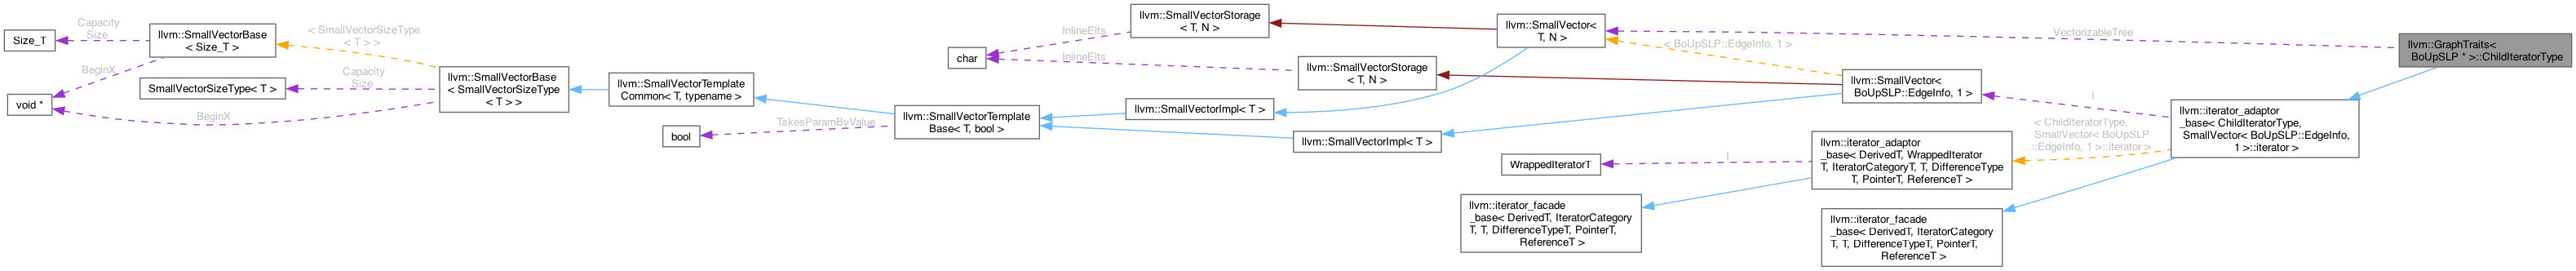 Size_T
Capacity
Size
llvm::SmallVectorBase
< Size_T >
< SmallVectorSizeType
< T > >
BeginX
void *
SmallVectorSizeType< T >
Capacity
Size
BeginX
llvm::SmallVectorBase
< SmallVectorSizeType
< T > >
llvm::SmallVectorTemplate
Common< T, typename >
bool
TakesParamByValue
llvm::SmallVectorTemplate
Base< T, bool >
char
InlineElts
InlineElts
llvm::SmallVectorStorage
< T, N >
llvm::SmallVectorStorage
< T, N >
llvm::SmallVectorImpl< T >
llvm::SmallVectorImpl< T >
llvm::SmallVector<
T, N >
< BoUpSLP::EdgeInfo, 1 >
VectorizableTree
llvm::SmallVector<
BoUpSLP::EdgeInfo, 1 >
WrappedIteratorT
I
llvm::iterator_adaptor
_base< DerivedT, WrappedIterator
T, IteratorCategoryT, T, DifferenceType
T, PointerT, ReferenceT >
llvm::iterator_facade
_base< DerivedT, IteratorCategory
T, T, DifferenceTypeT, PointerT,
ReferenceT >
llvm::iterator_facade
_base< DerivedT, IteratorCategory
T, T, DifferenceTypeT, PointerT,
ReferenceT >
I
< ChildIteratorType,
SmallVector< BoUpSLP
::EdgeInfo, 1 >::iterator >
llvm::iterator_adaptor
_base< ChildIteratorType,
SmallVector< BoUpSLP::EdgeInfo,
1 >::iterator >
llvm::GraphTraits<
BoUpSLP * >::ChildIteratorType